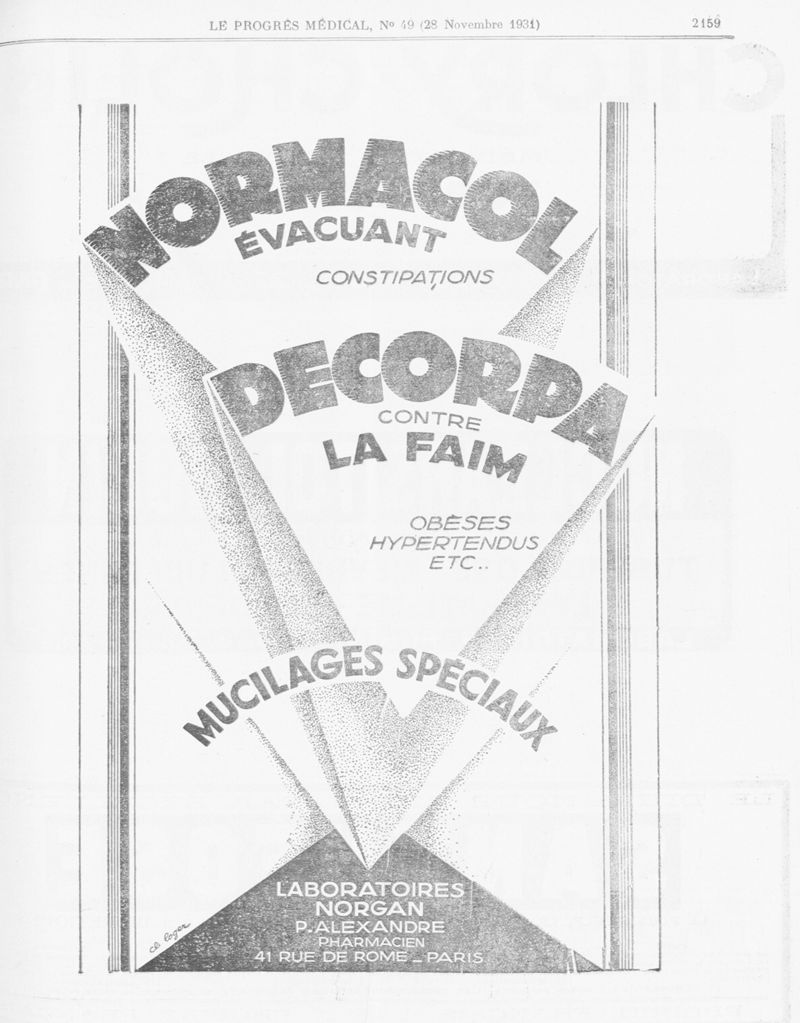 LE PROGRÈS MÉDICAL, No 49 (28 Novembre 1931) 2159
NORMACOL
ÉVACUANT
CONSTIPATIONS
DECORPA
CONTRE
LA FAIM
OBÈSES
HYPERTENDUS
ETC..
MUCILAGES SPÉCIAUX
LABORATOIRES
NORGAN
P. ALEXANDRE
PHARMACIEN
41 RUE DE ROME _ PARIS